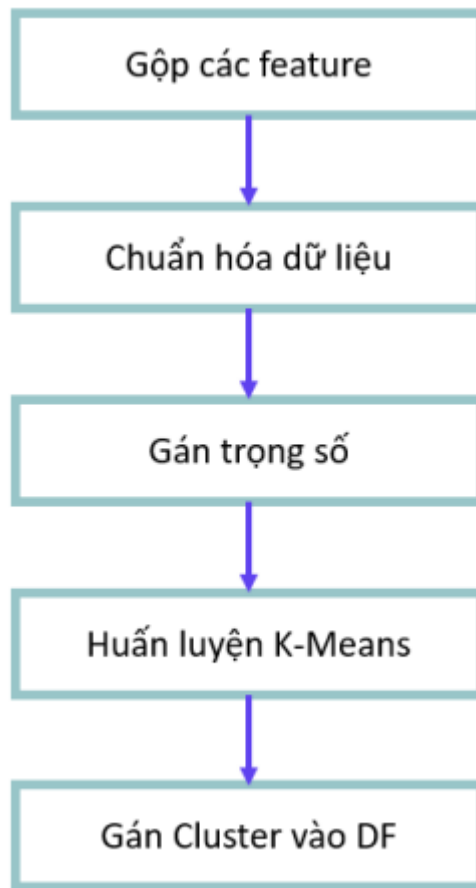 Gộp các feature
Chuẩn hóa dữ liệu
Gán trọng số
Huấn luyện K-Means
Gán Cluster vào DF